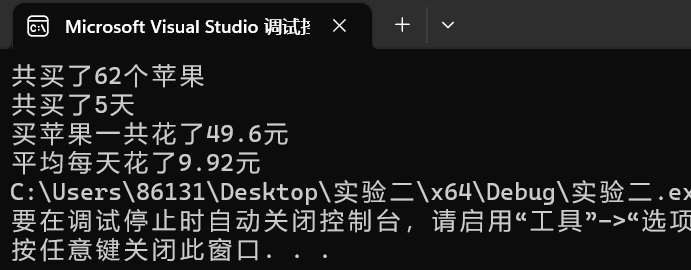 Microsoft Visual Studio 调试控
共买了62个苹果
共买了5天
买苹果一共花了49.6元
平均每天花了9.92元
C:\Users\86131\Desktop\实验二\x64\Debug\实验二.ex
要在调试停止时自动关闭控制台，请启用“工具”->“选项
按任意键关闭此窗口. . .